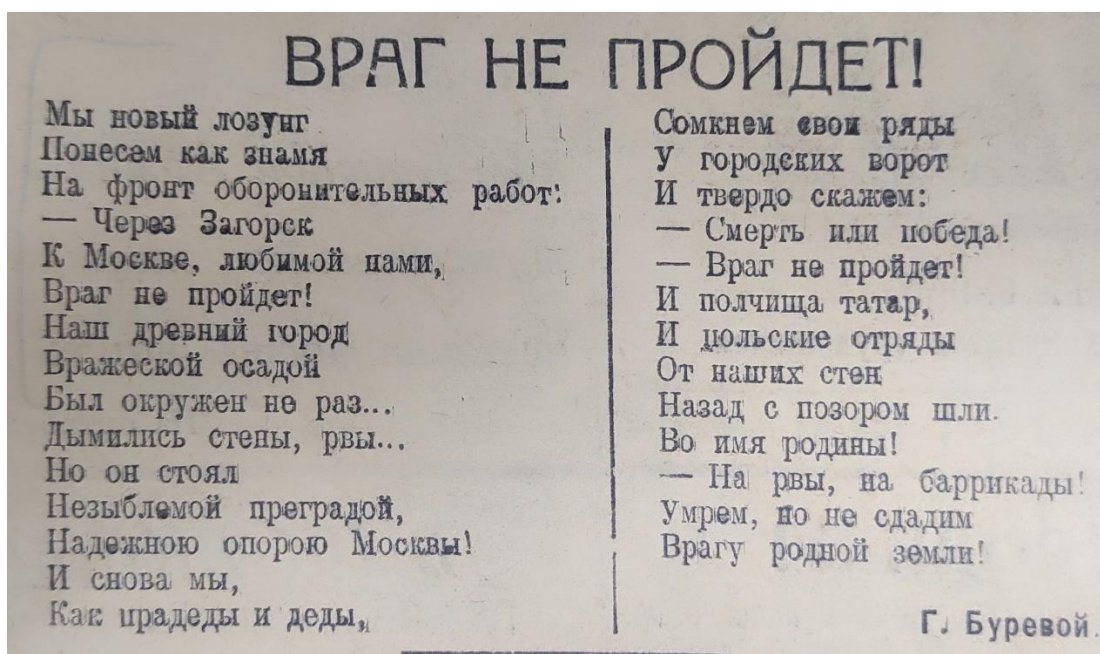 ВРАГ НЕ ПРОЙДЕТ!
Мы новый лозунг
Понесем как знамя
На фронт оборонительных работ:
— Через Загорск
К Москве, любимой нами,
Враг не пройдет!
Наш древний город
Вражеской осадой
Был окружен не раз...
Дымились стены, рвы...
Но он стоял
Незыблемой преградой,
Надежною опорою Москвы!
И снова мы,
Как прадеды и деды,
Сомкнем свои ряды
У городских ворот
И твердо скажем:
— Смерть или победа!
— Враг не пройдет!
И полчища татар,
И польские отряды
От наших стен
Назад с позором шли.
Во имя родины!
— На рвы, на баррикады!
Умрем, но не сдадим
Врагу родной земли!
Г. Буревой.